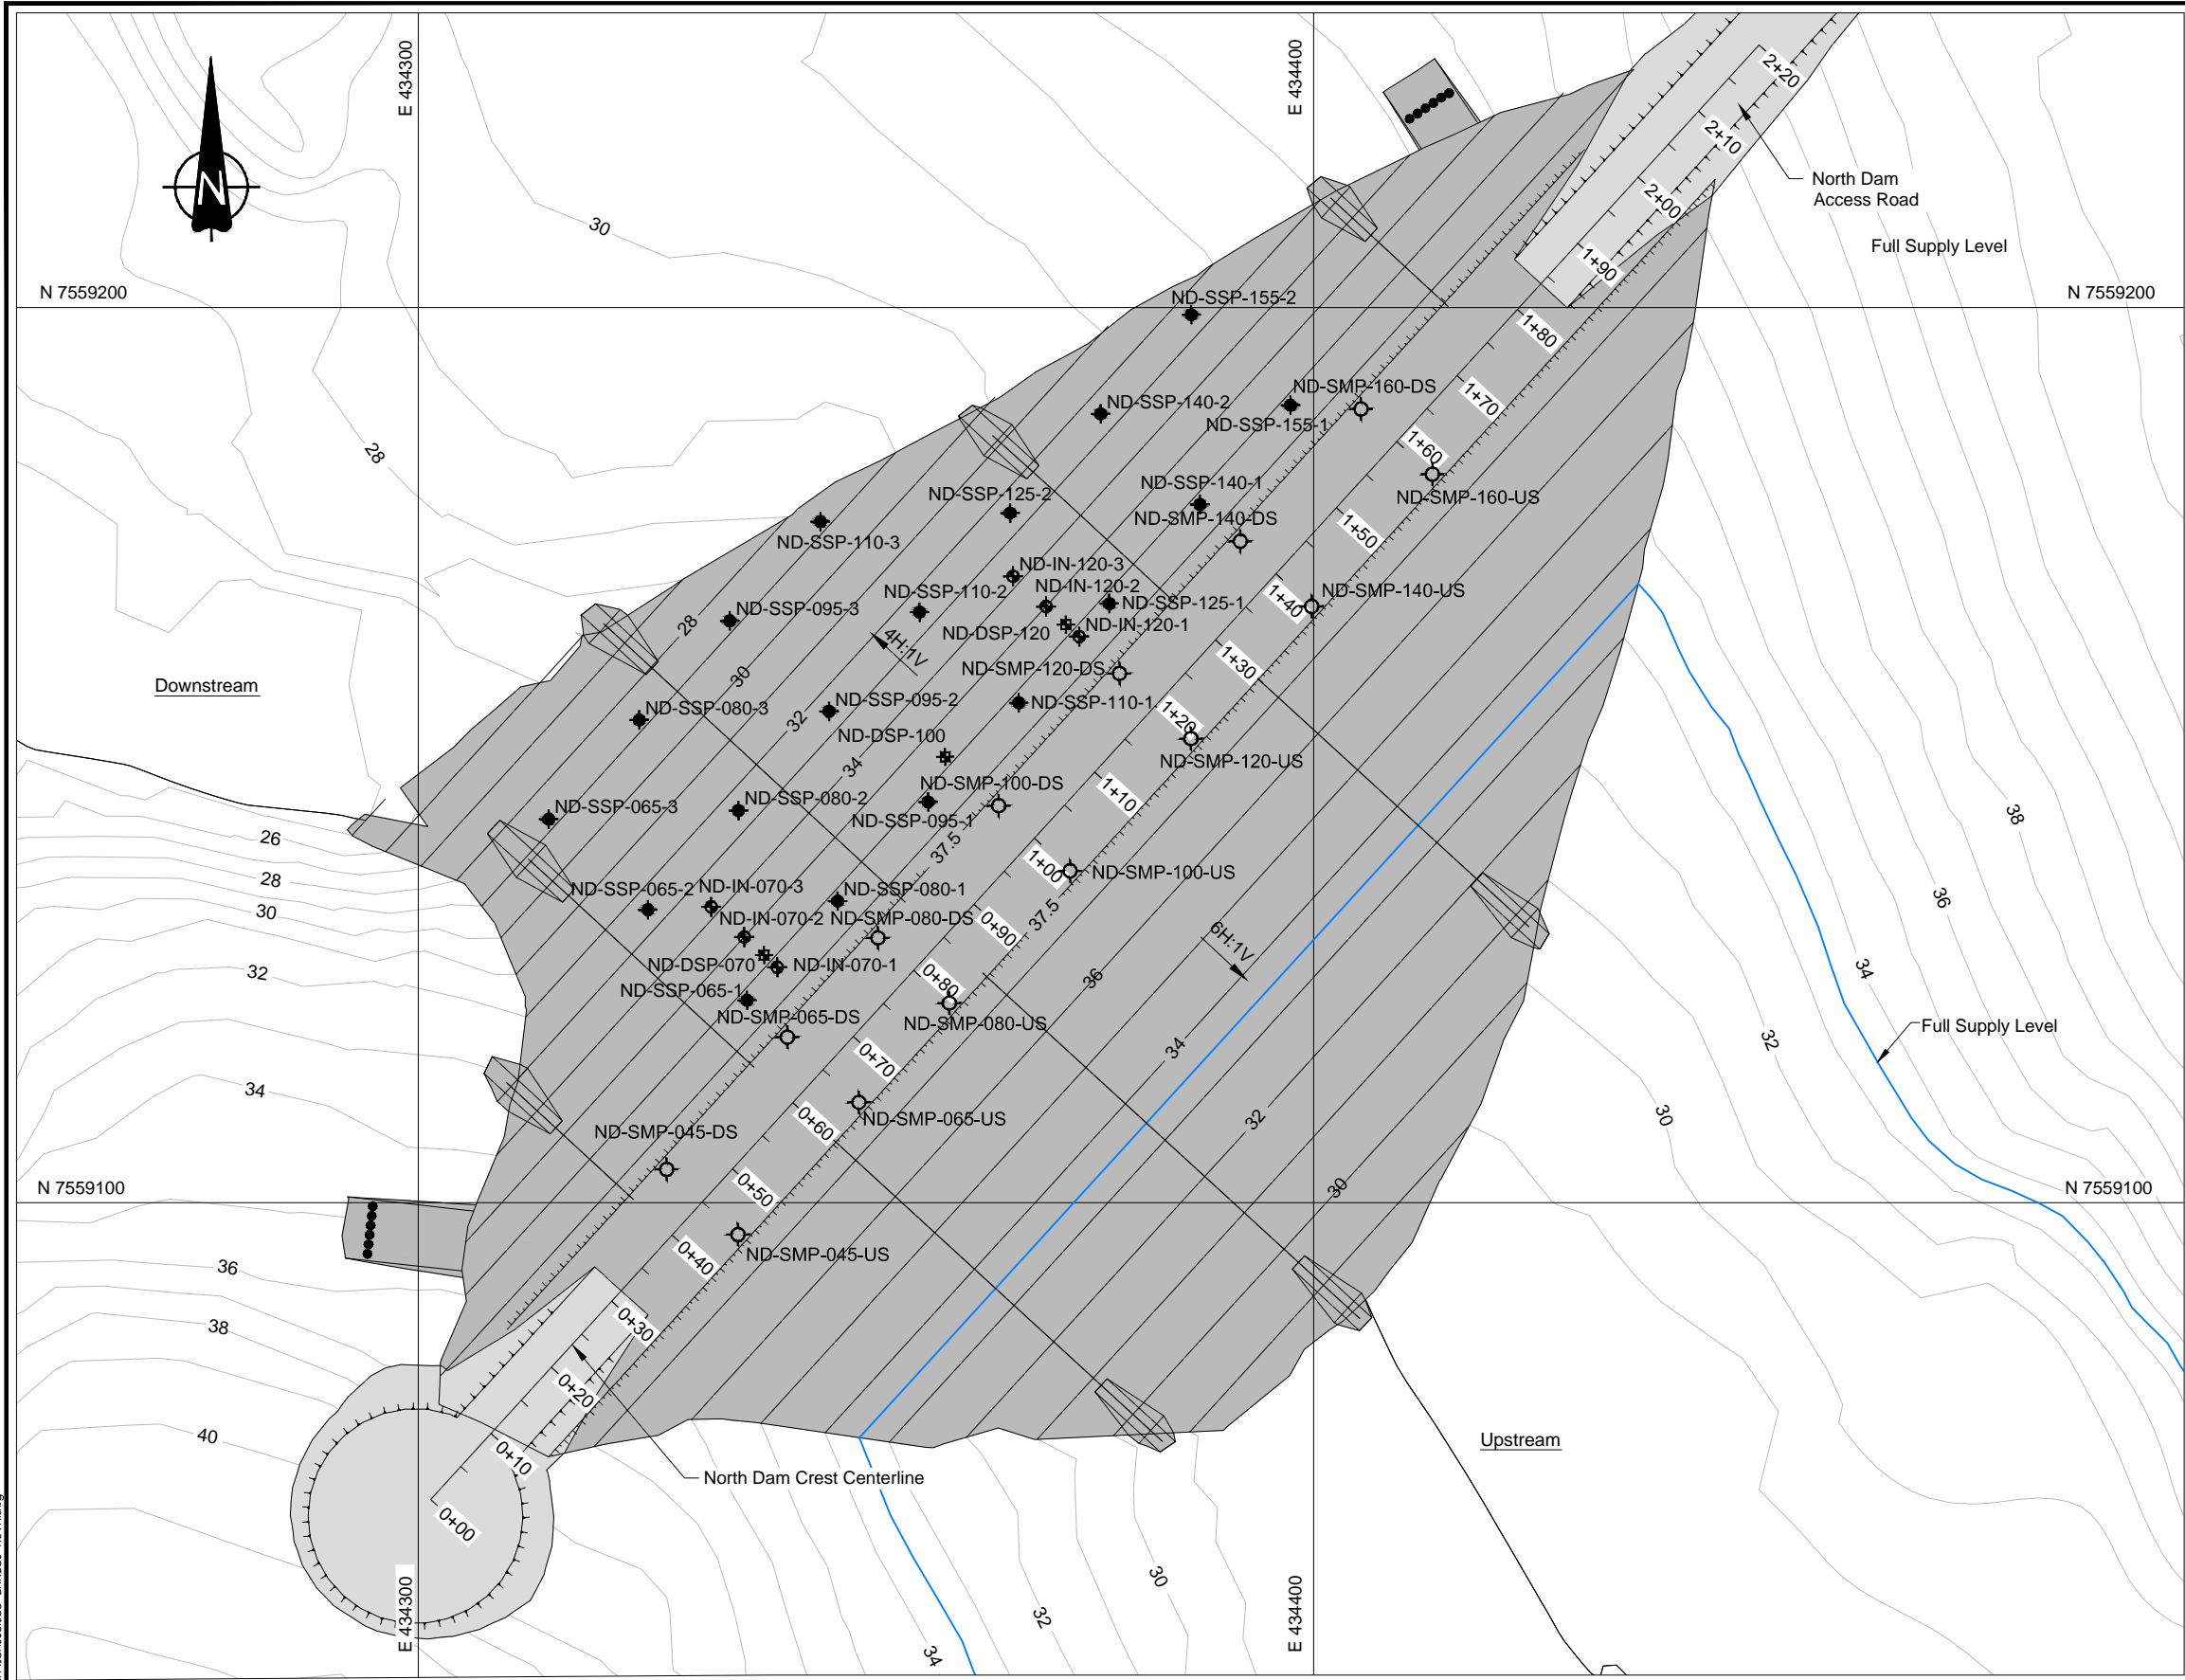 E 434300
E 434400
2+20
2+10
North Dam
Access Road
2+00
N
30
Full Supply Level
1+90
N 7559200
N 7559200
ND-SSP-155-2
1+80
ND-SMP-160-DS
1+70
ND-SSP-140-2
ND-SSP-155-1
28
1+60
ND-SSP-140-1
ND-SSP-125-2
ND-SMP-160-US
ND-SMP-140-DS
1+50
ND-SSP-110-3
ND-IN-120-3
ND-IN-120-2
ND-SSP-110-2
ND-SMP-140-US
1+40
ND-SSP-125-1
ND-SSP-095-3
28
ND-DSP-120
ND-IN-120-1
4H:1V
1+30
ND-SMP-120-DS
30
Downstream
ND-SSP-095-2
ND-SSP-110-1
ND-SSP-080-3
1+20
32
ND-DSP-100
ND-SMP-120-US
34
ND-SMP-100-DS
1+10
ND-SSP-080-2
ND-SSP-065-3
38
ND-SSP-095-1
26
37.5
1+00
ND-SMP-100-US
28
ND-SSP-065-2
ND-IN-070-3
ND-SSP-080-1
36
30
37.5
ND-IN-070-2
ND-SMP-080-DS
0+90
6H:1V
ND-DSP-070
ND-IN-070-1
34
32
36
0+80
ND-SSP-065-1
ND-SMP-065-DS
ND-SMP-080-US
Full Supply Level
32
34
0+70
34
30
ND-SMP-065-US
32
0+60
ND-SMP-045-DS
N 7559100
0+50
30
N 7559100
ND-SMP-045-US
0+40
36
0+30
38
0+20
40
Upstream
0+10
North Dam Crest Centerline
0+00
30
E 434300
E 434400
32
34